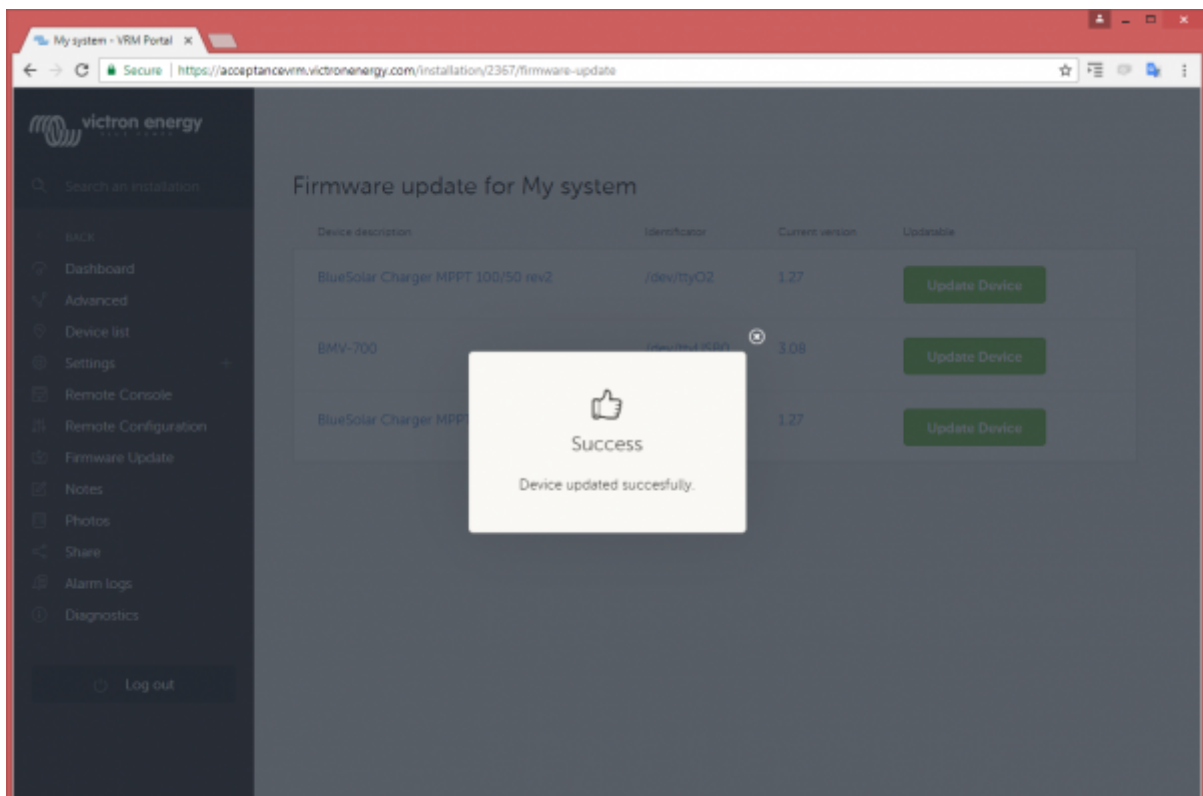 My system - VRM Portal
Secure | https://acceptancevrm.victronenergy.com/installation/2367/firmware-update
victron energy
BLUE POWER
Search an installation
Firmware update for My system
Device description Identificator Current version Updatable
BACK
Dashboard
BlueSolar Charger MPPT 100/50 rev2 /dev/ttyO2 1.27 Update Device
Advanced
Device list
BMV-700 /dev/ttyUSB0 3.08 Update Device
Settings +
Remote Console
Remote Configuration
BlueSolar Charger MPPT 1.27 Update Device
Firmware Update
Notes
Photos
Share
Alarm logs
Diagnostics
Log out
Success
Device updated succesfully.